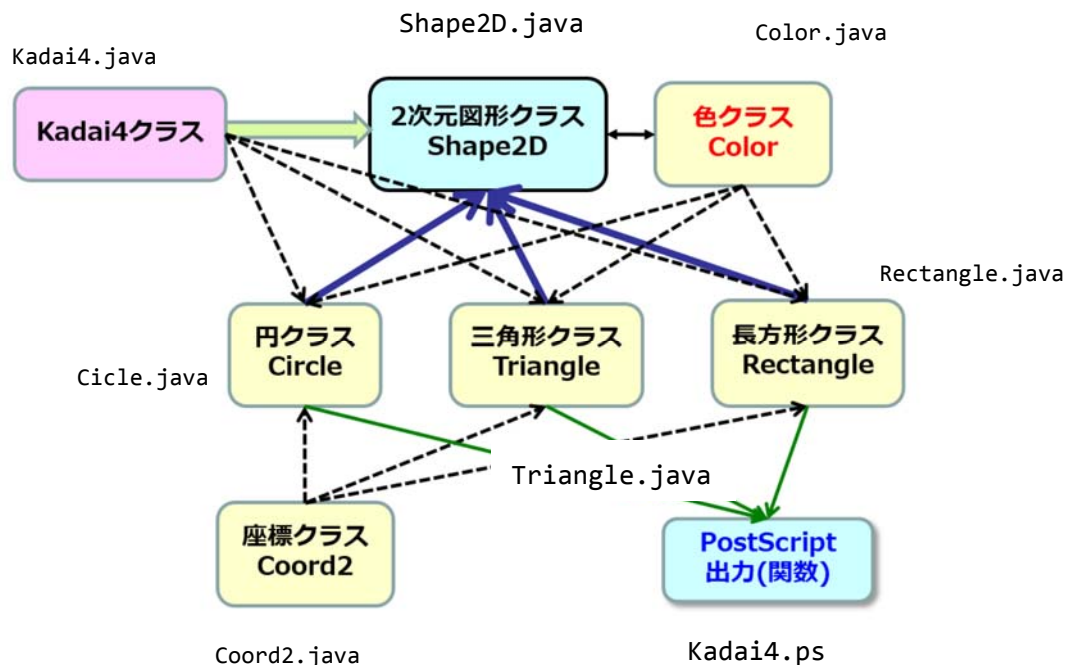 Shape2D.java
Color.java
Kadai4.java
Kadai4クラス
2次元図形クラス
Shape2D
色クラス
Color
Rectangle.java
円クラス
Circle
三角形クラス
Triangle
長方形クラス
Rectangle
Cicle.java
Triangle.java
座標クラス
Coord2
PostScript
出力(関数)
Coord2.java
Kadai4.ps